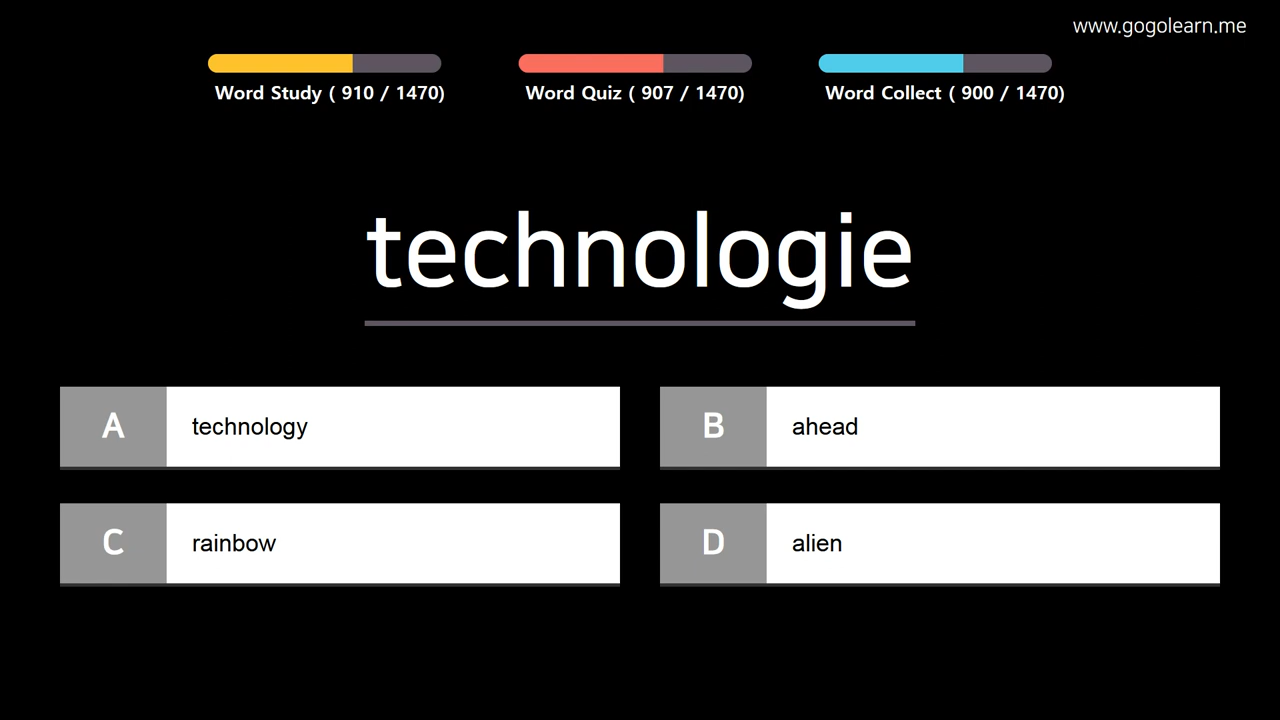 www.gogolearn.me
Word Study ( 910 / 1470)
Word Quiz ( 907 / 1470)
Word Collect ( 900 / 1470)
technologie
A technology
B ahead
C rainbow
D alien